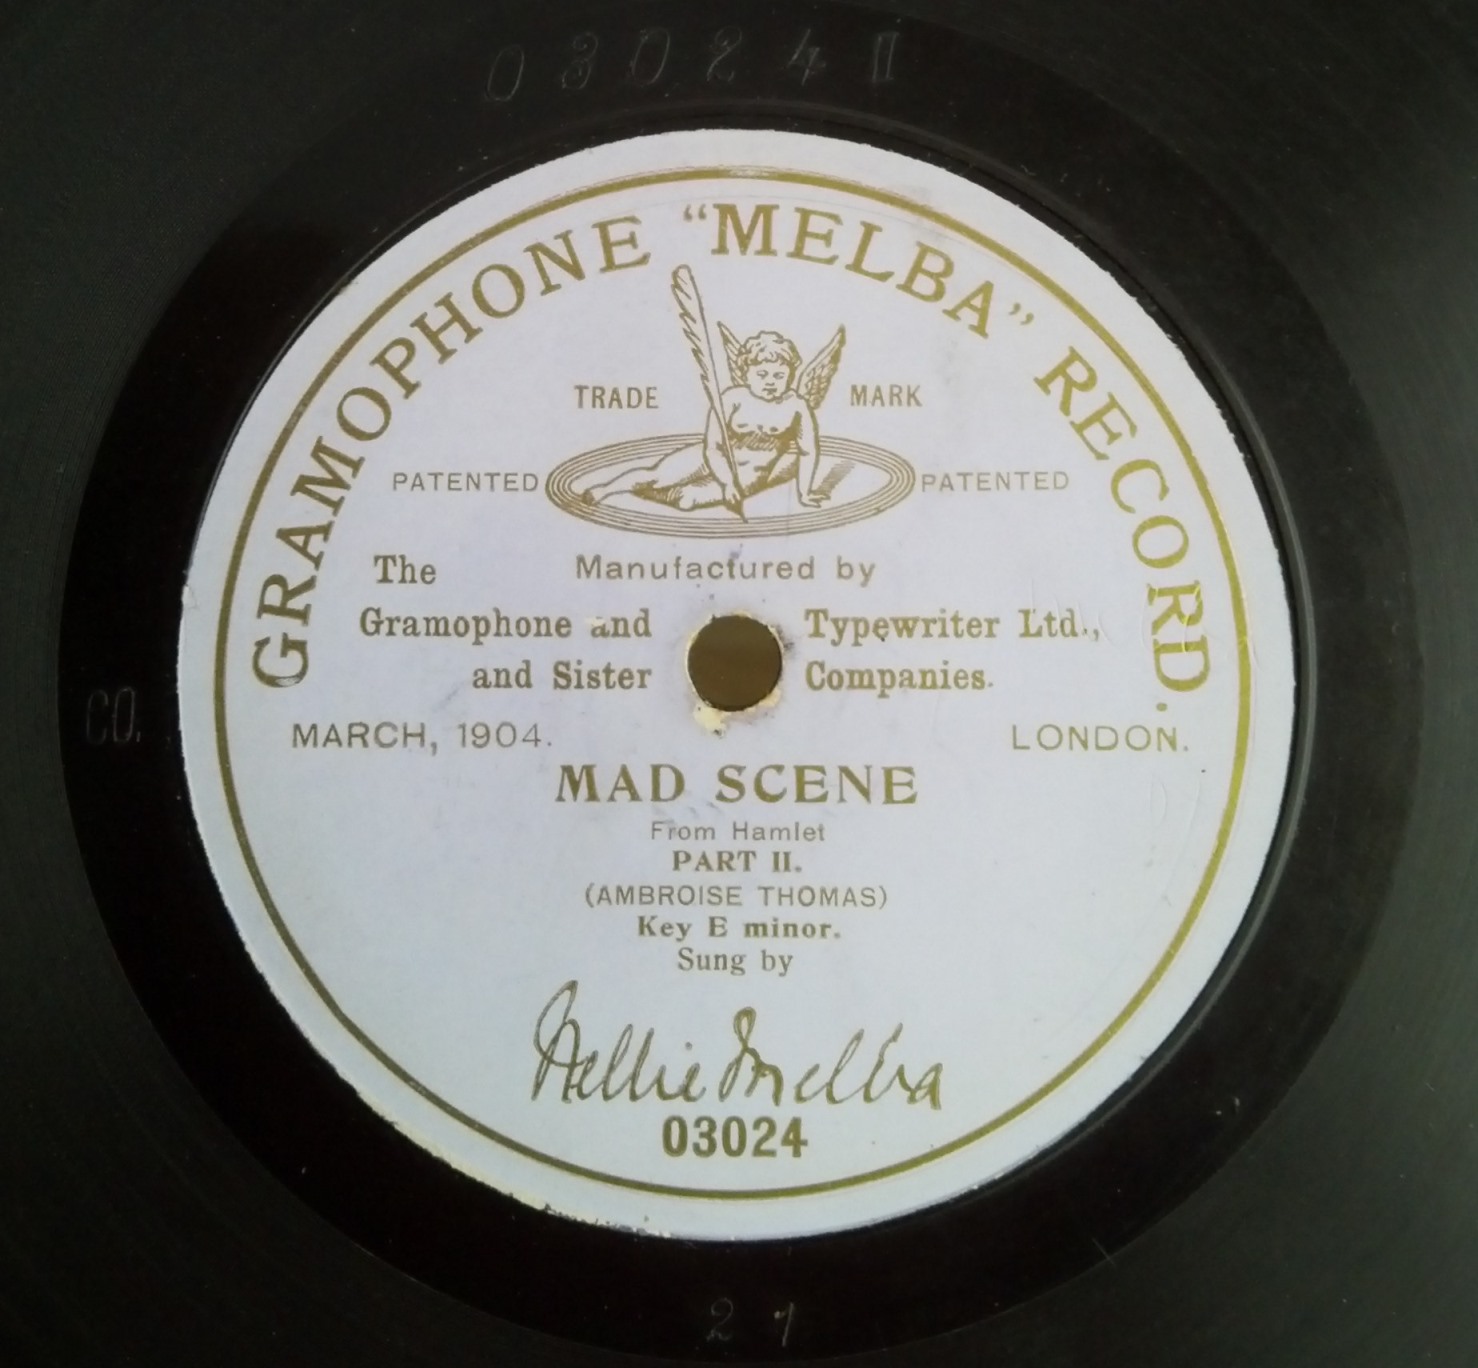 03024 II
GRAMOPHONE “MELBA” RECORD.
TRADE MARK
PATENTED PATENTED
Manufactured by
The
Gramophone and Typewriter Ltd.,
and Sister Companies.
MARCH, 1904. LONDON.
CO.
MAD SCENE
From Hamlet
PART II.
(AMBROISE THOMAS)
Key E minor.
Sung by
Nellie Melba
03024
21